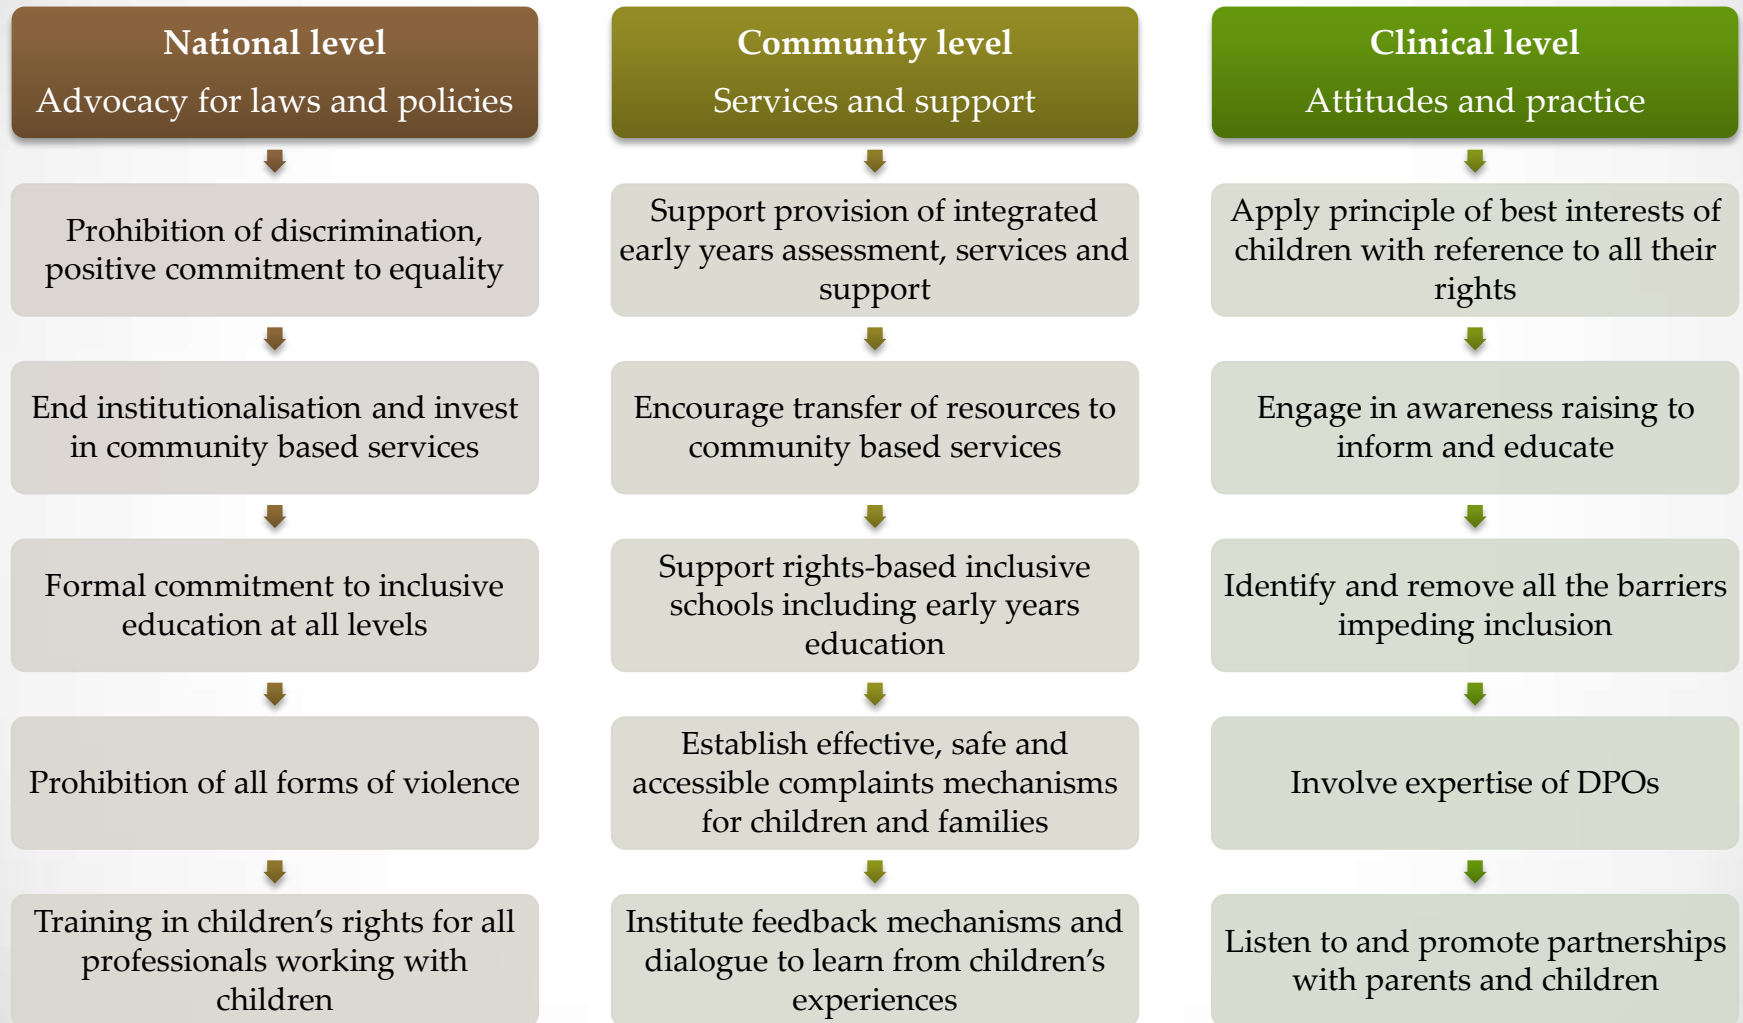 National level
Advocacy for laws and policies
Prohibition of discrimination,
positive commitment to equality
End institutionalisation and invest
in community based services
Formal commitment to inclusive
education at all levels
Prohibition of all forms of violence
Training in children’s rights for all
professionals working with
children
Community level
Services and support
Support provision of integrated
early years assessment, services and
support
Encourage transfer of resources to
community based services
Support rights-based inclusive
schools including early years
education
Establish effective, safe and
accessible complaints mechanisms
for children and families
Institute feedback mechanisms and
dialogue to learn from children’s
experiences
Clinical level
Attitudes and practice
Apply principle of best interests of
children with reference to all their
rights
Engage in awareness raising to
inform and educate
Identify and remove all the barriers
impeding inclusion
Involve expertise of DPOs
Listen to and promote partnerships
with parents and children